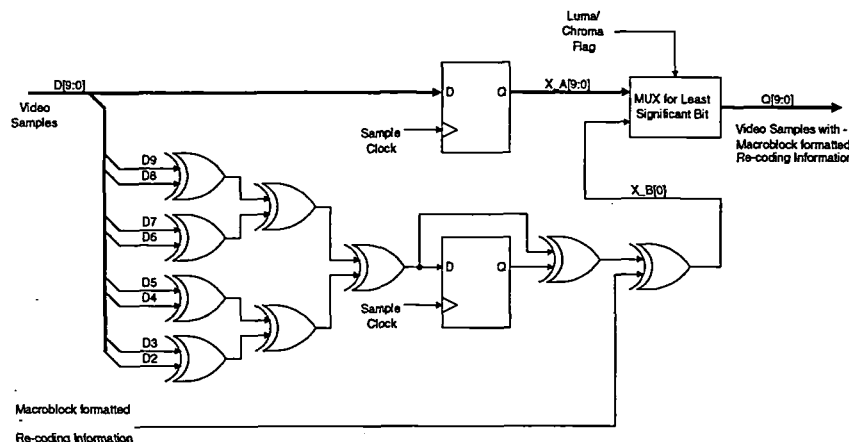 Luma/
Chroma
Flag
D[9:0]
Video
Samples
D
Q
X_A[9:0]
MUX for Least
Significant Bit
Q[9:0]
Sample
Clock
Video Samples with -
Macroblock formatted
Re-coding Information
D9
D8
X_B[0]
D7
D6
D
Q
D5
D4
Sample
Clock
D3
D2
Macroblock formatted
Re-coding Information